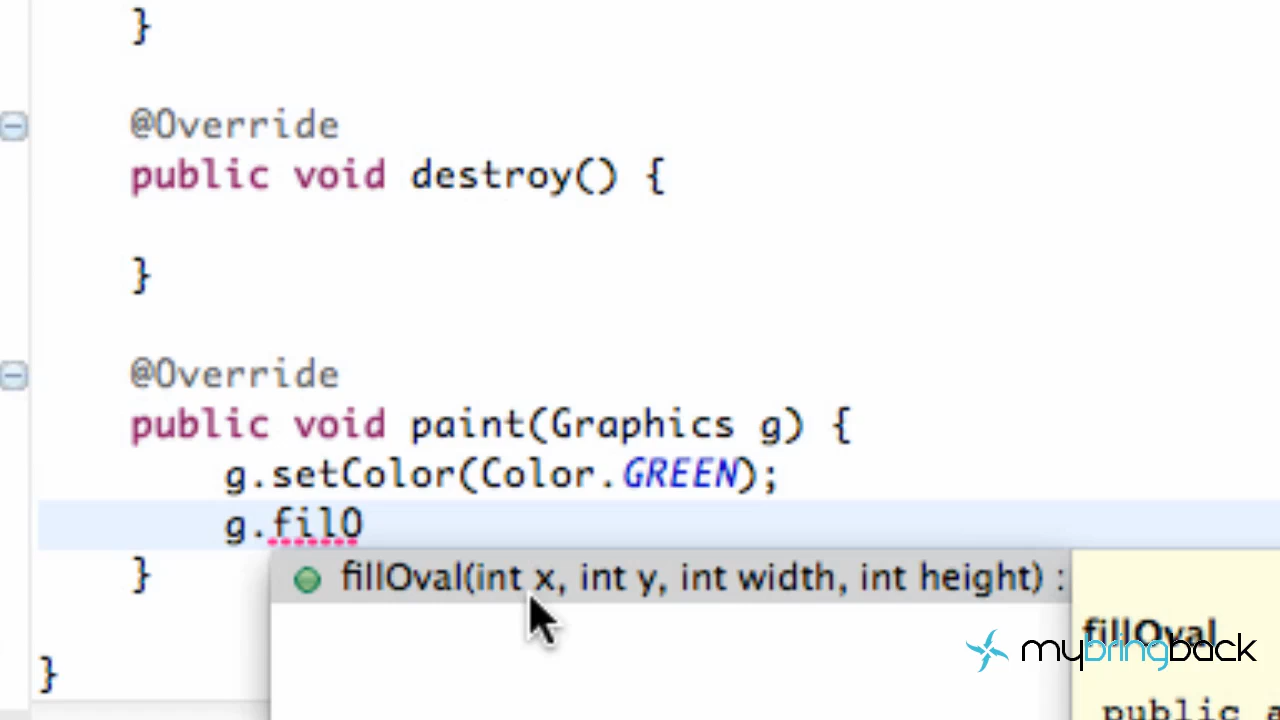 }
@Override
public void destroy() {
}
@Override
public void paint(Graphics g) {
g.setColor(Color.GREEN);
g.filO
}
fillOval(int x, int y, int width, int height) :
fillOval
mybringback
}
public a